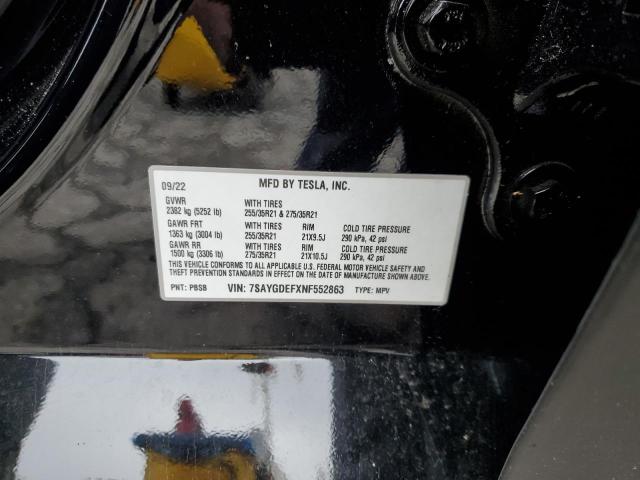 09/22 MFD BY TESLA, INC.
GVWR WITH TIRES
2382 kg (5252 lb) 255/35R21 & 275/35R21
GAWR FRT WITH TIRES RIM COLD TIRE PRESSURE
1363 kg (3004 lb) 255/35R21 21X9.5J 290 kPa, 42 psi
GAWR RR WITH TIRES RIM COLD TIRE PRESSURE
1500 kg (3306 lb) 275/35R21 21X10.5J 290 kPa, 42 psi
THIS VEHICLE CONFORMS TO ALL APPLICABLE U.S. FEDERAL MOTOR VEHICLE SAFETY AND
THEFT PREVENTION STANDARDS IN EFFECT ON THE DATE OF MANUFACTURE SHOWN ABOVE.
PNT: PBSB VIN: 7SAYGDEFXNF552863 TYPE: MPV